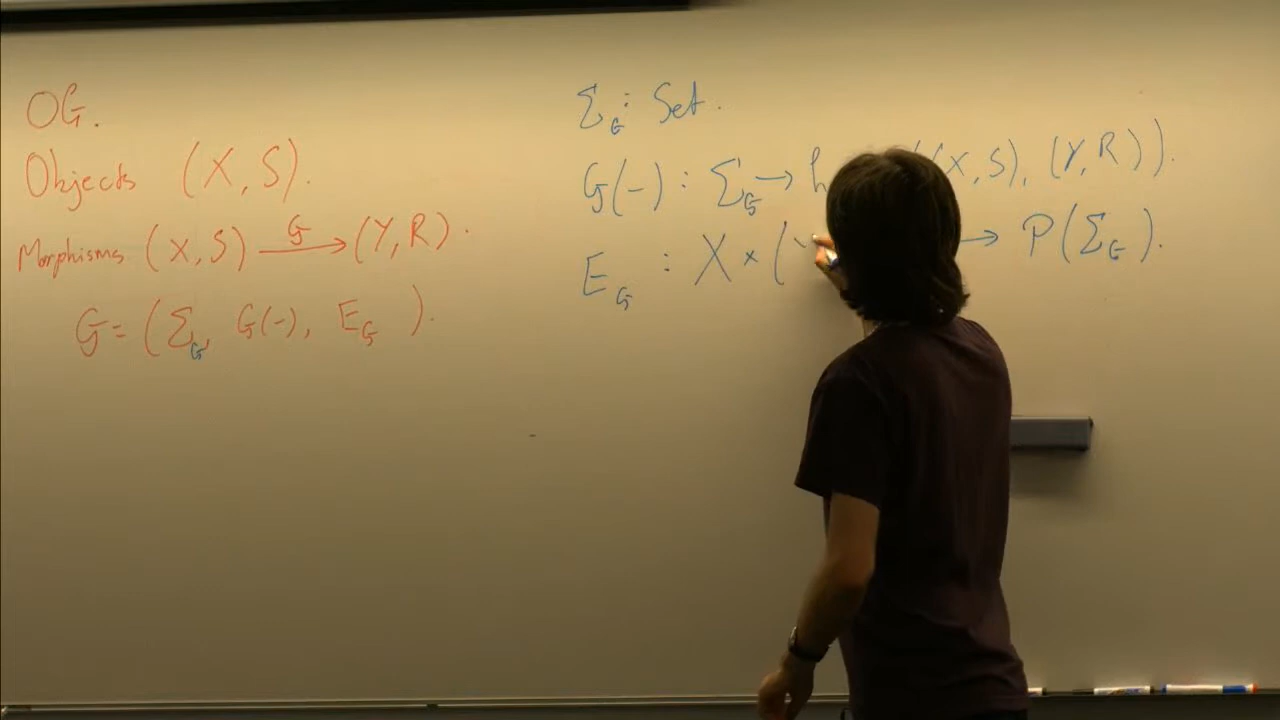 OG.
Objects (X, S).
Morphisms (X, S) —G→ (Y, R).
G = (Σ_G, G(-), E_G).
Σ_G : Set.
G(-) : Σ_G → h ((X, S), (Y, R)).
E_G : X × ( → P(Σ_G).